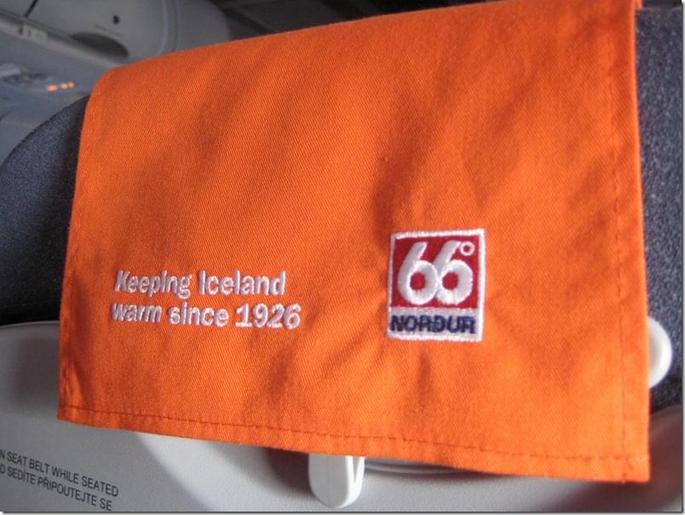 Keeping Iceland
warm since 1926
66°
NORÐUR
N SEAT BELT WHILE SEATED
D SEDÍTE PŘIPOUTEJTE SE